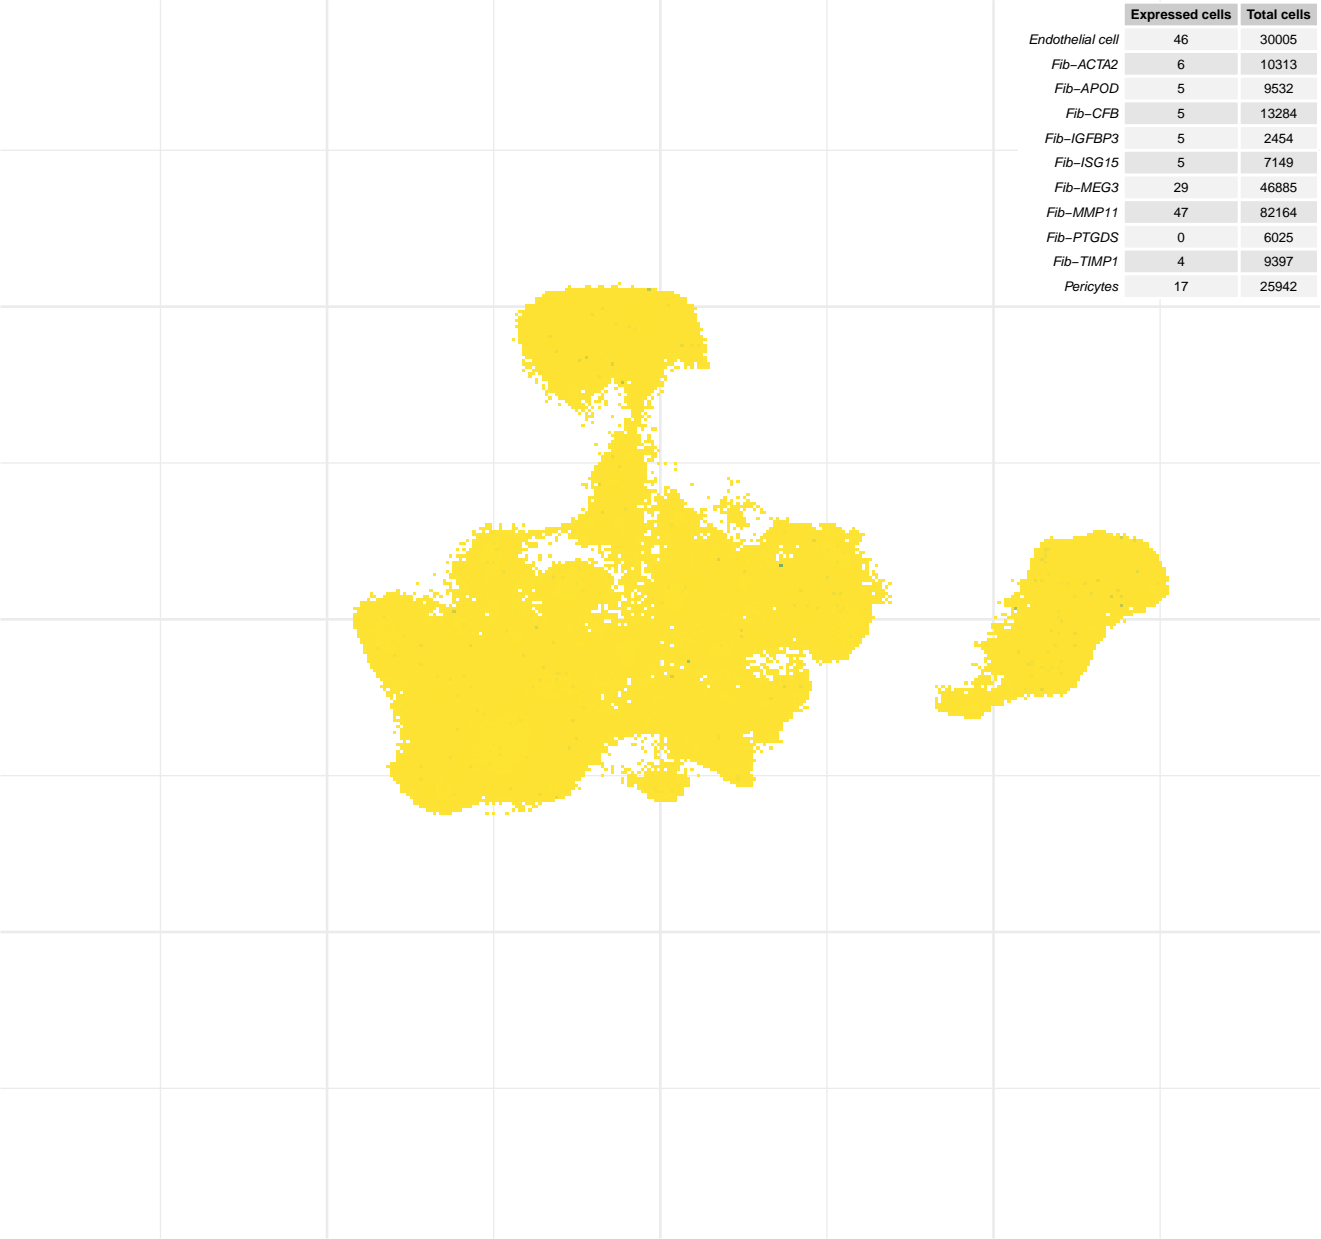 Expressed cells Total cells
Endothelial cell 46 30005
Fib−ACTA2 6 10313
Fib−APOD 5 9532
Fib−CFB 5 13284
Fib−IGFBP3 5 2454
Fib−ISG15 5 7149
Fib−MEG3 29 46885
Fib−MMP11 47 82164
Fib−PTGDS 0 6025
Fib−TIMP1 4 9397
Pericytes 17 25942